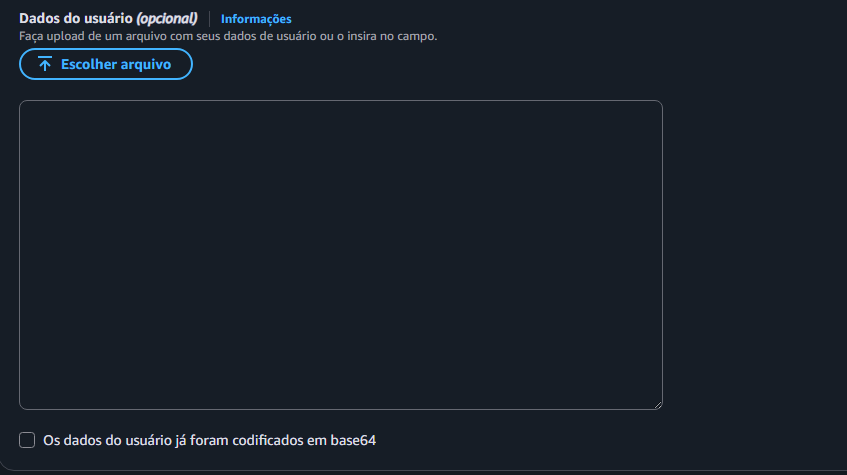 Dados do usuário (opcional) Informações
Faça upload de um arquivo com seus dados de usuário ou o insira no campo.
Escolher arquivo
Os dados do usuário já foram codificados em base64